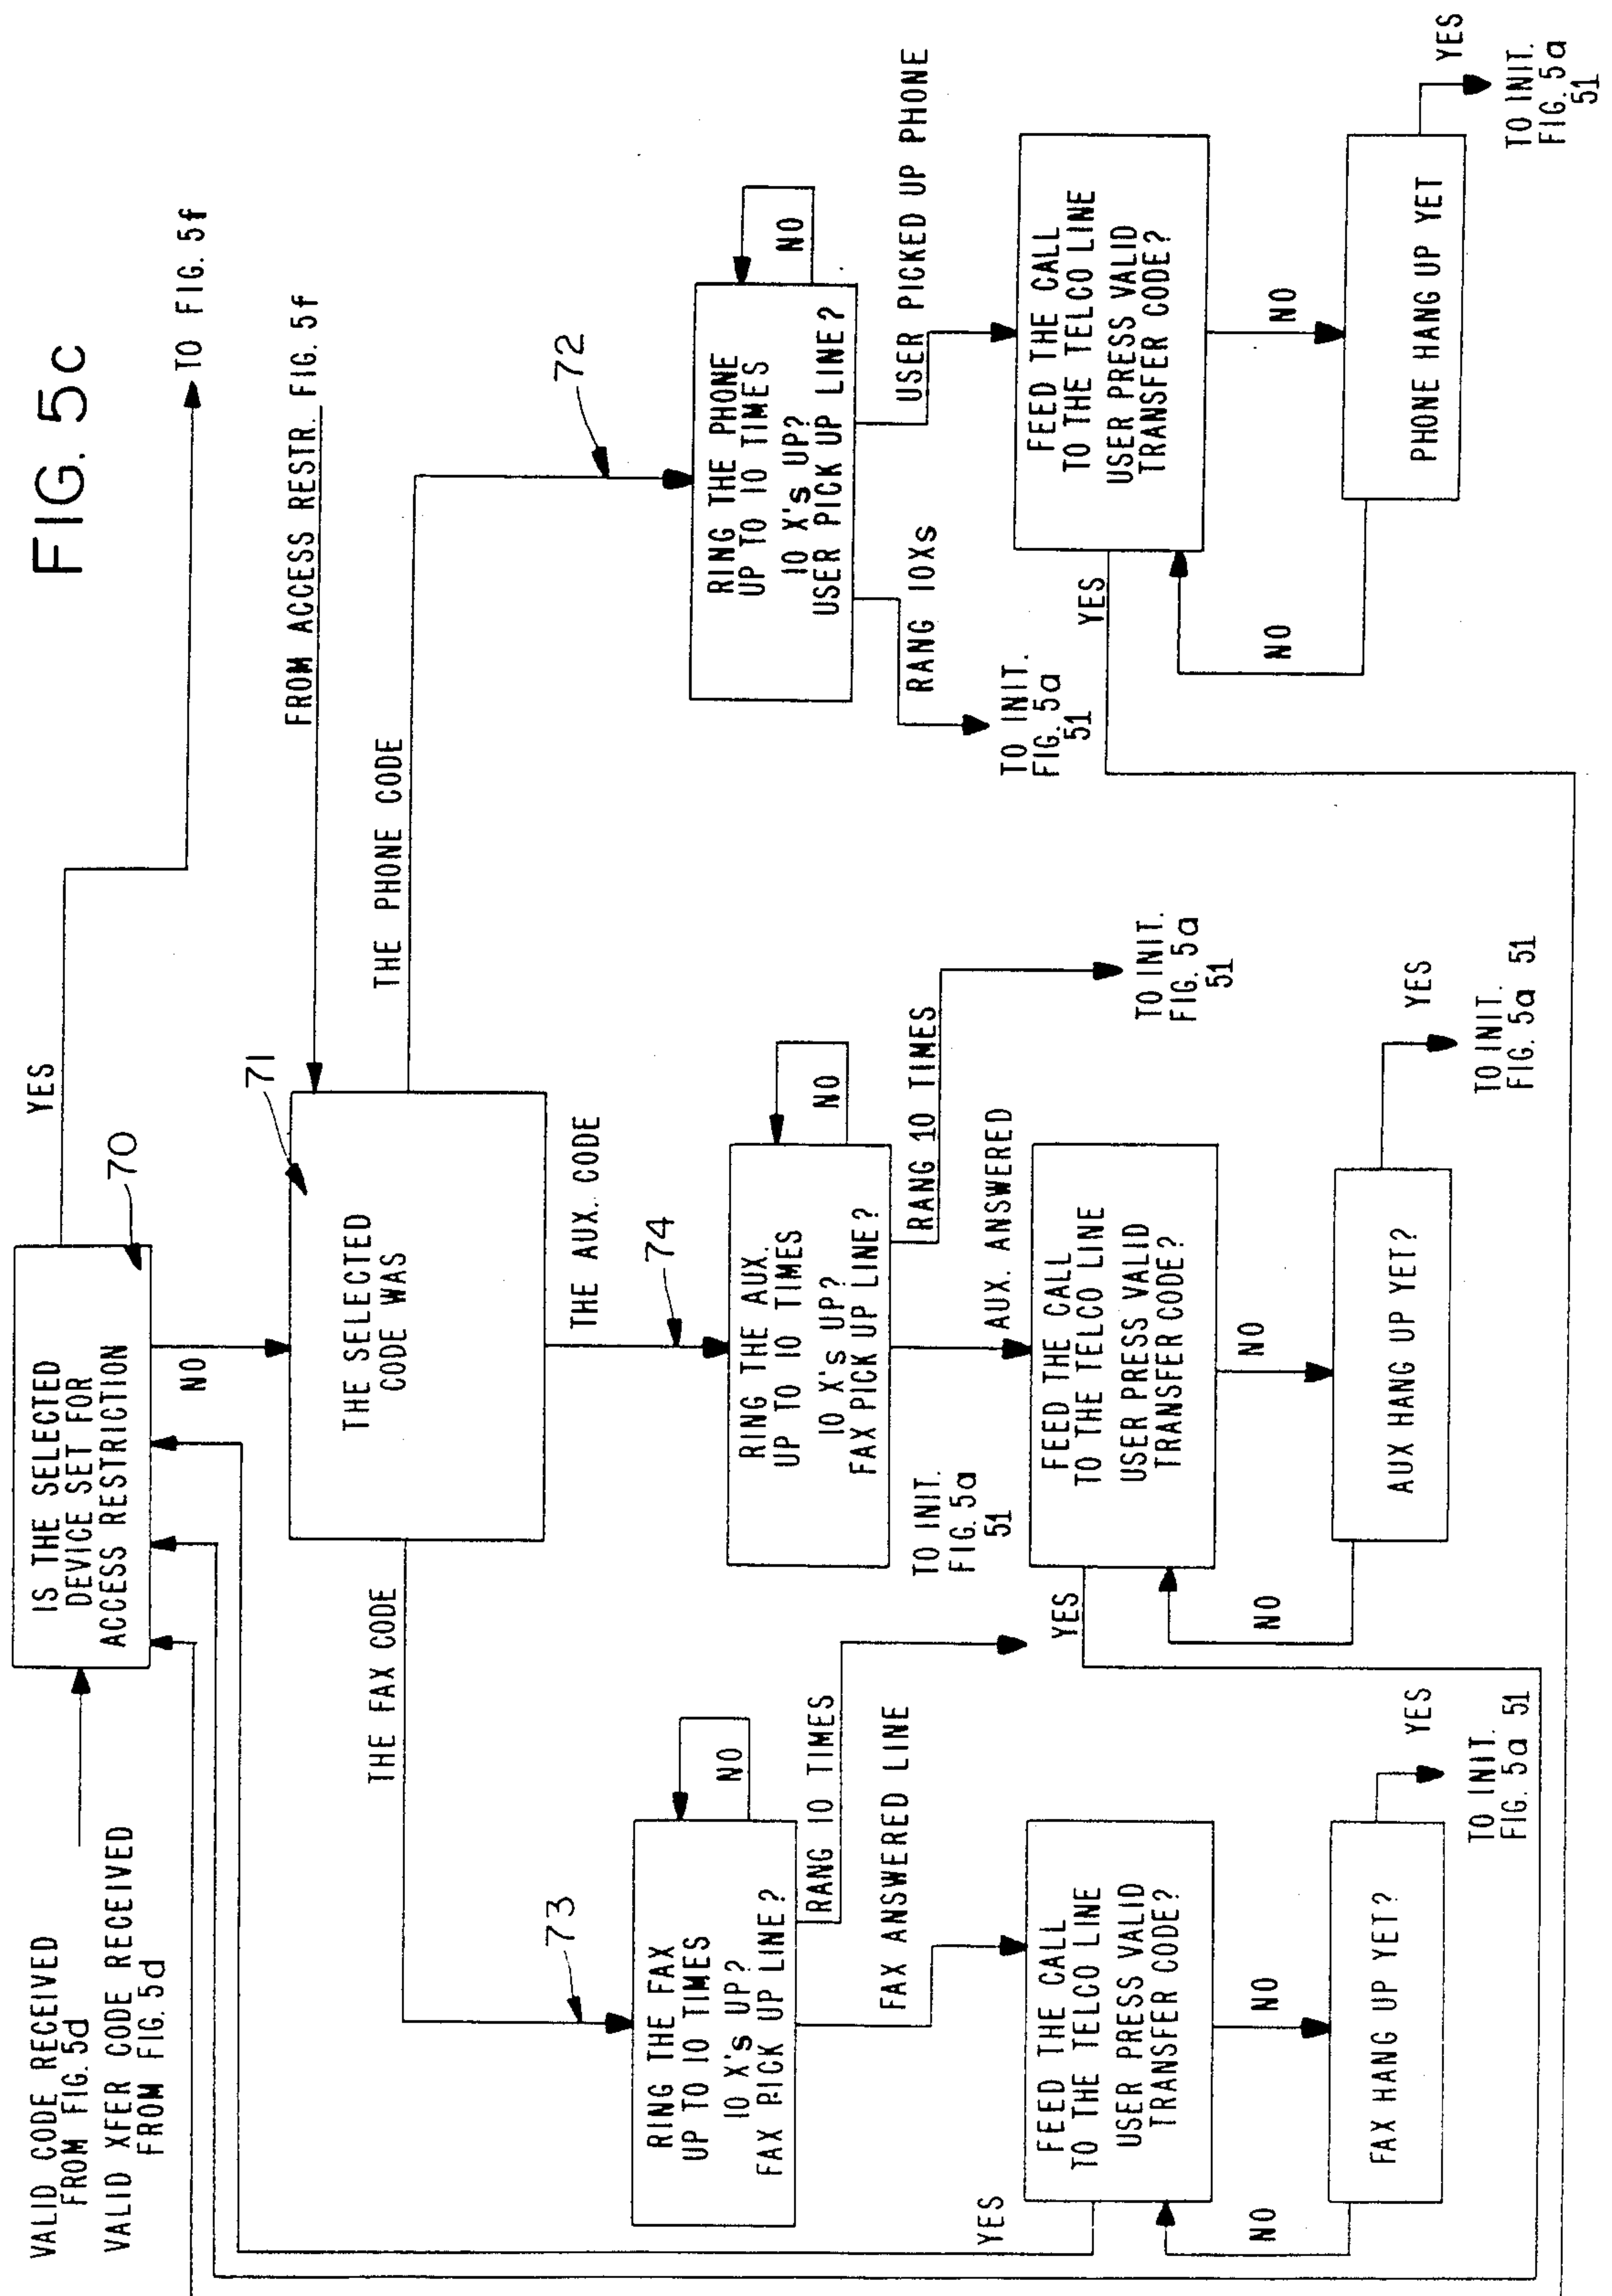 FIG. 5c
VALID CODE RECEIVED
FROM FIG. 5d
VALID XFER CODE RECEIVED
FROM FIG. 5d
IS THE SELECTED
DEVICE SET FOR
ACCESS RESTRICTION
70
YES
TO FIG. 5f
NO
FROM ACCESS RESTR. FIG. 5f
71
THE SELECTED
CODE WAS
THE FAX CODE
THE AUX. CODE
THE PHONE CODE
73
RING THE FAX
UP TO 10 TIMES
10 X's UP?
FAX PICK UP LINE?
NO
RANG 10 TIMES
TO INIT.
FIG. 5a
51
FAX ANSWERED LINE
FEED THE CALL
TO THE TELCO LINE
USER PRESS VALID
TRANSFER CODE?
YES
NO
NO
FAX HANG UP YET?
YES
TO INIT.
FIG. 5a 51
74
RING THE AUX.
UP TO 10 TIMES
10 X's UP?
FAX PICK UP LINE?
NO
RANG 10 TIMES
TO INIT.
FIG. 5a
51
AUX. ANSWERED
FEED THE CALL
TO THE TELCO LINE
USER PRESS VALID
TRANSFER CODE?
YES
NO
NO
AUX HANG UP YET?
YES
TO INIT.
FIG. 5a 51
72
RING THE PHONE
UP TO 10 TIMES
10 X's UP?
USER PICK UP LINE?
NO
RANG 10Xs
TO INIT.
FIG. 5a
51
USER PICKED UP PHONE
FEED THE CALL
TO THE TELCO LINE
USER PRESS VALID
TRANSFER CODE?
YES
NO
NO
PHONE HANG UP YET
YES
TO INIT.
FIG. 5a
51